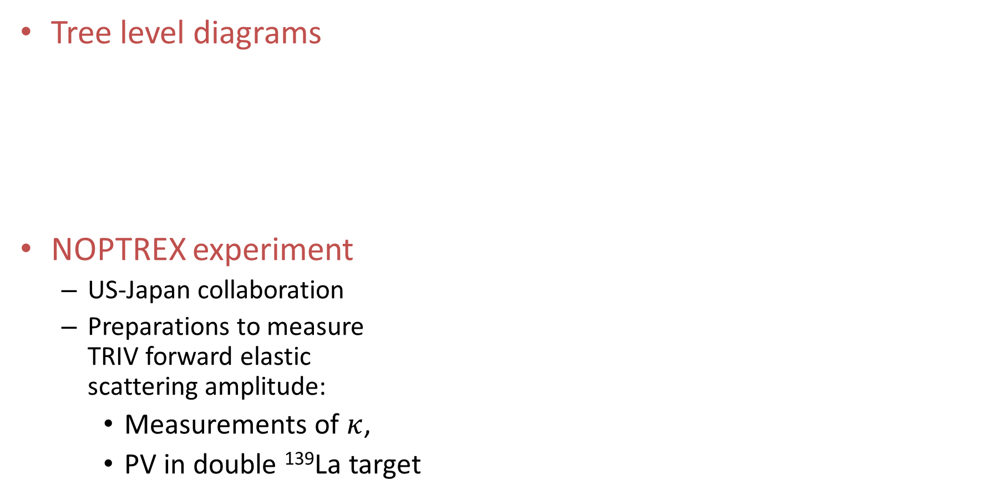 • Tree level diagrams
• NOPTREX experiment
– US-Japan collaboration
– Preparations to measure
TRIV forward elastic
scattering amplitude:
• Measurements of 𝜅,
• PV in double ¹³⁹La target